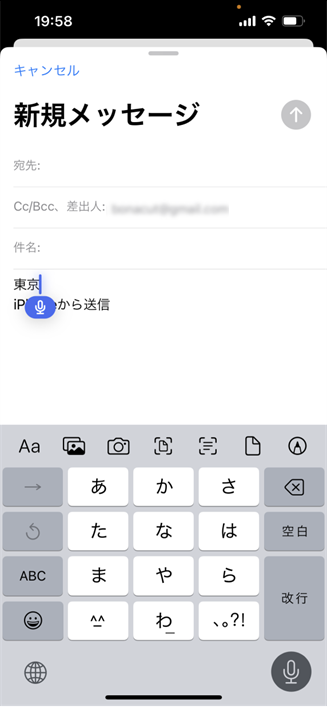 19:58
キャンセル
新規メッセージ
宛先:
Cc/Bcc、差出人:
件名:
東京
から送信
Aa
→ あ か さ
た な は 空白
ABC ま や ら 改行
^^ わ_ 、。?!